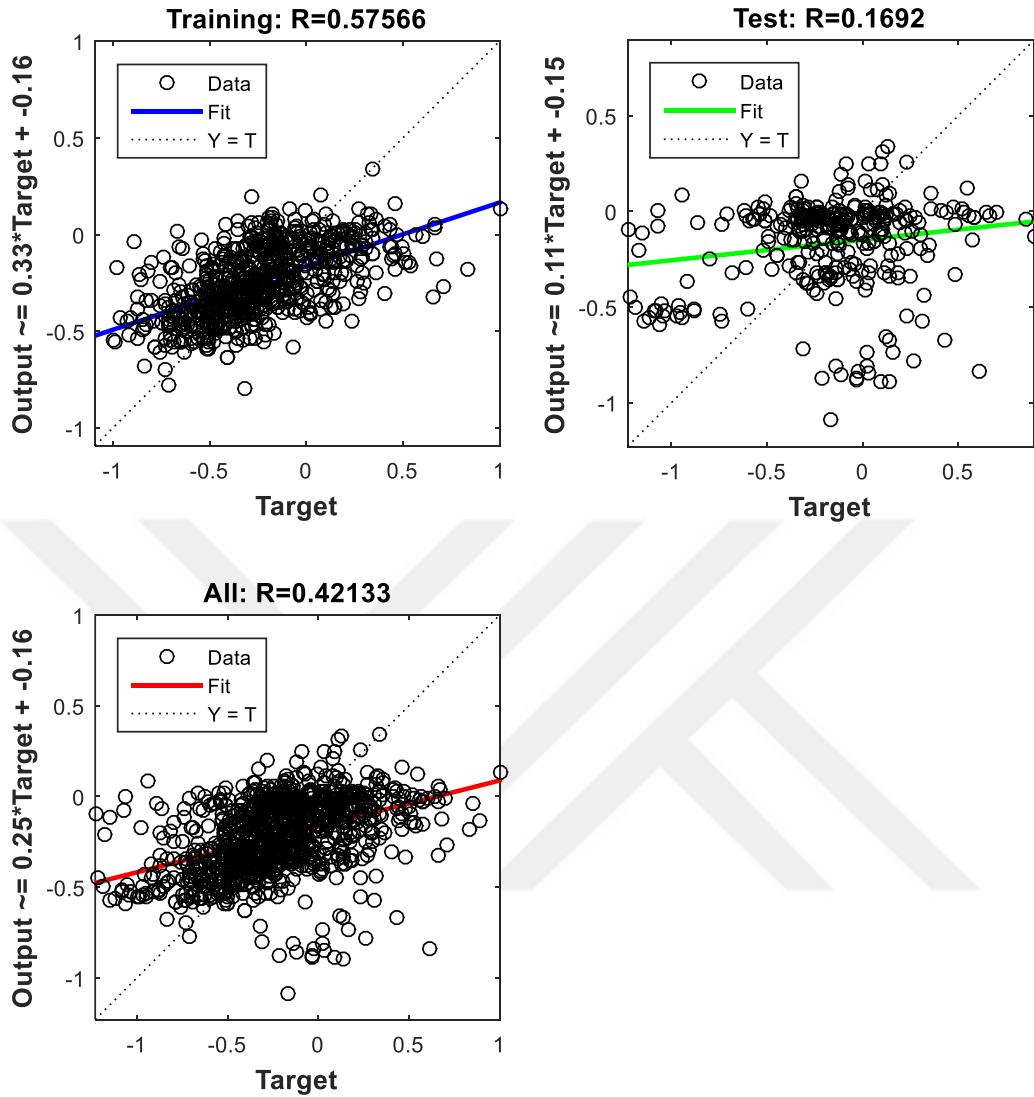 Training: R=0.57566
Output ~= 0.33*Target + -0.16
1
0.5
0
-0.5
-1
Data
Fit
Y = T
-1
-0.5
0
0.5
1
Target
Test: R=0.1692
Output ~= 0.11*Target + -0.15
0.5
0
-0.5
-1
Data
Fit
Y = T
-1
-0.5
0
0.5
Target
All: R=0.42133
Output ~= 0.25*Target + -0.16
1
0.5
0
-0.5
-1
Data
Fit
Y = T
-1
-0.5
0
0.5
1
Target